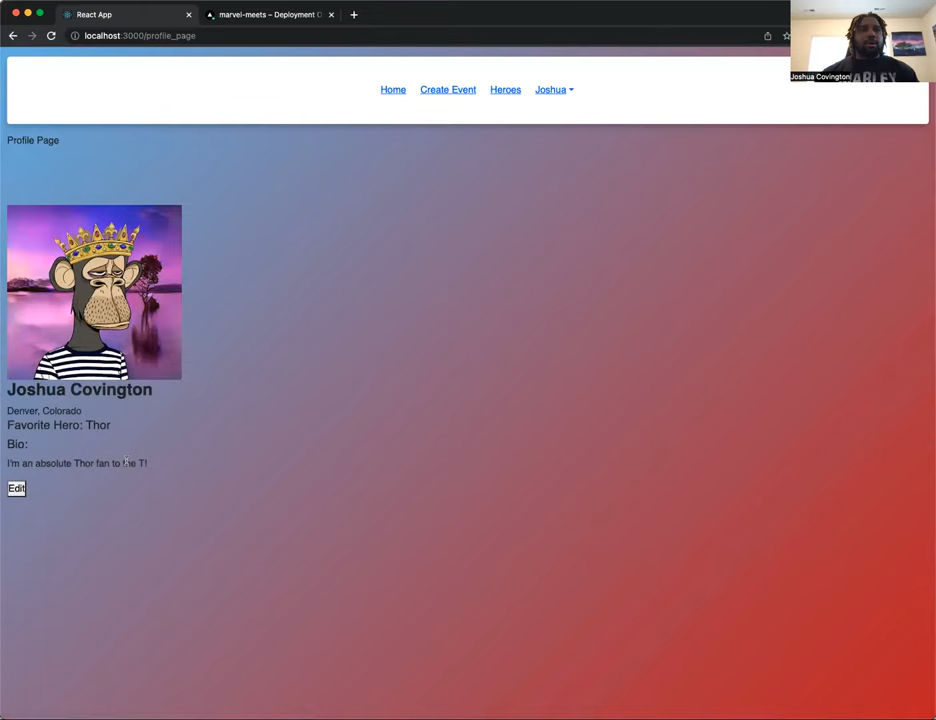 React App
marvel-meets – Deployment O
localhost:3000/profile_page
Joshua Covington
ARLEY
Home Create Event Heroes Joshua
Profile Page
Joshua Covington
Denver, Colorado
Favorite Hero: Thor
Bio:
I'm an absolute Thor fan to the T!
Edit